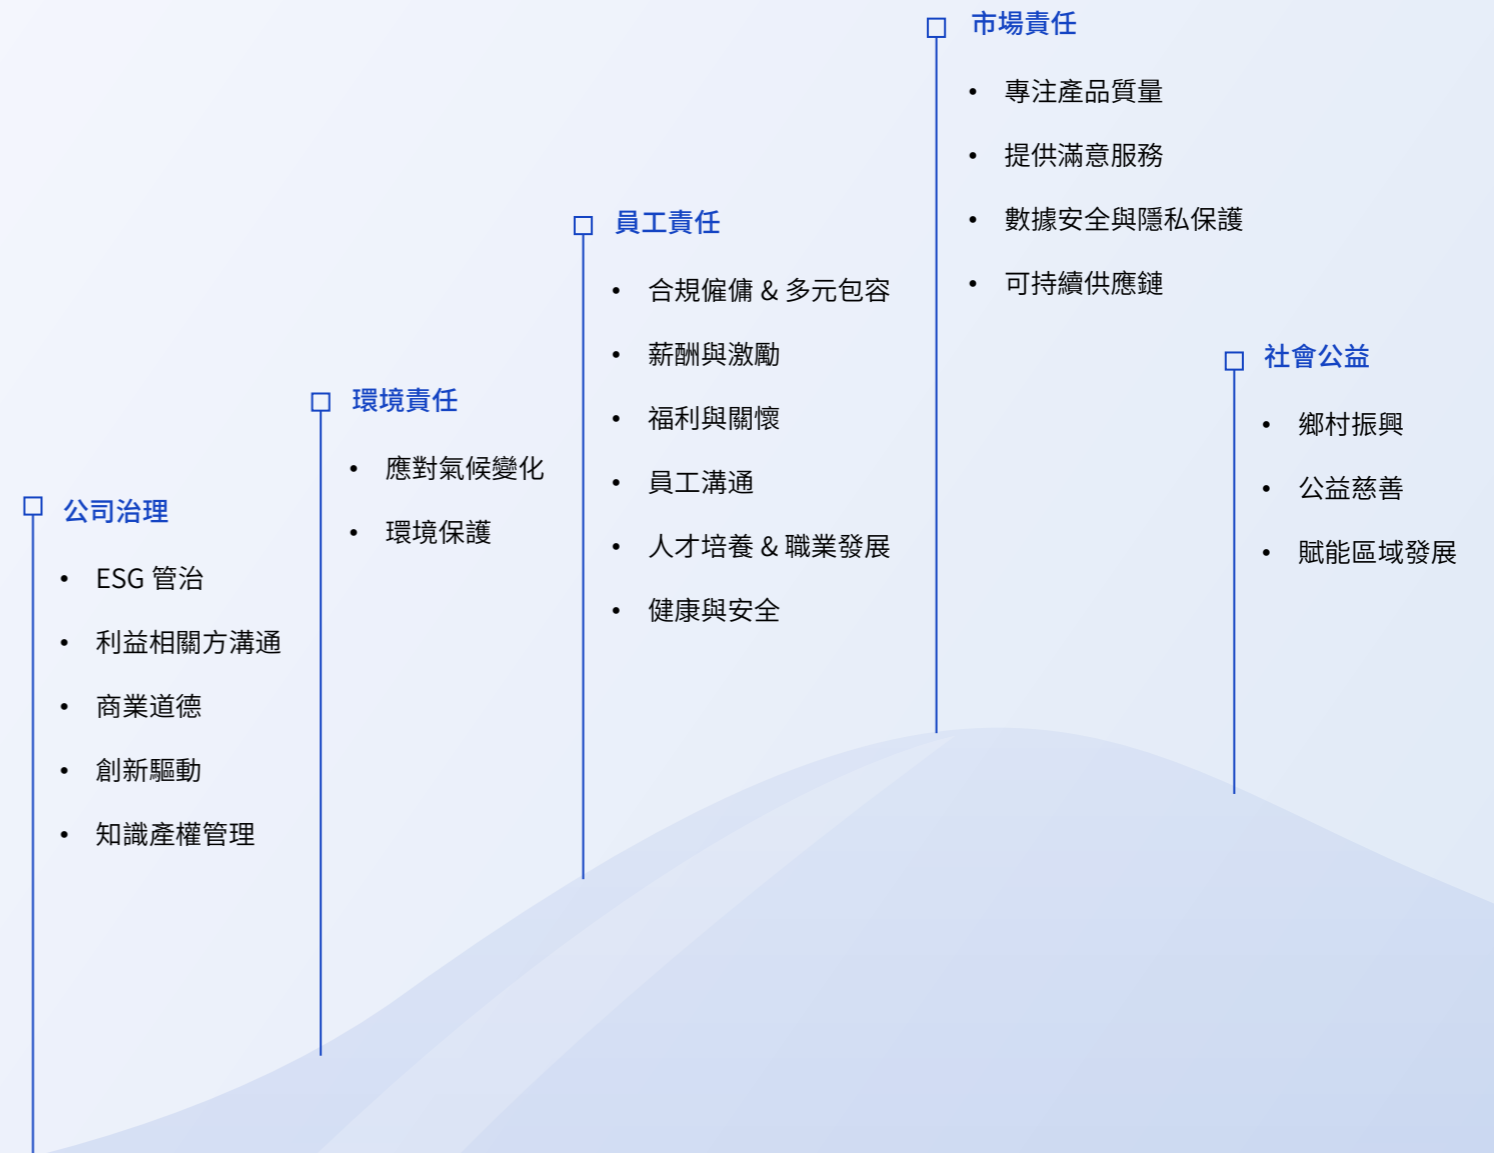 公司治理
ESG 管治
利益相關方溝通
商業道德
創新驅動
知識產權管理
環境責任
應對氣候變化
環境保護
員工責任
合規僱傭 & 多元包容
薪酬與激勵
福利與關懷
員工溝通
人才培養 & 職業發展
健康與安全
市場責任
專注產品質量
提供滿意服務
數據安全與隱私保護
可持續供應鏈
社會公益
鄉村振興
公益慈善
賦能區域發展